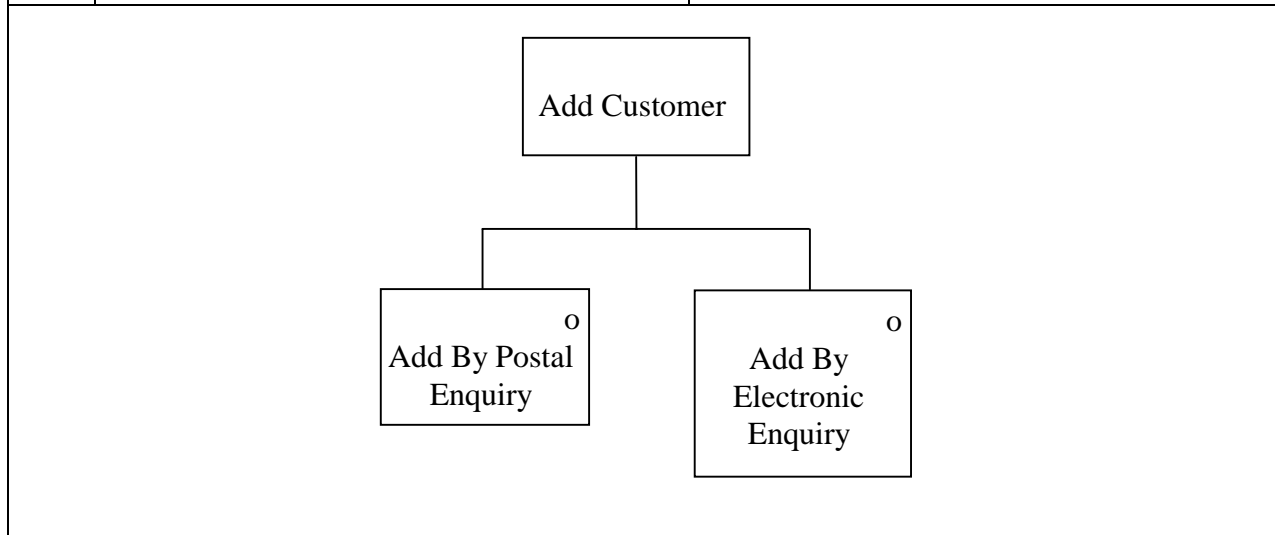 Add Customer
o
Add By Postal
Enquiry
o
Add By
Electronic
Enquiry